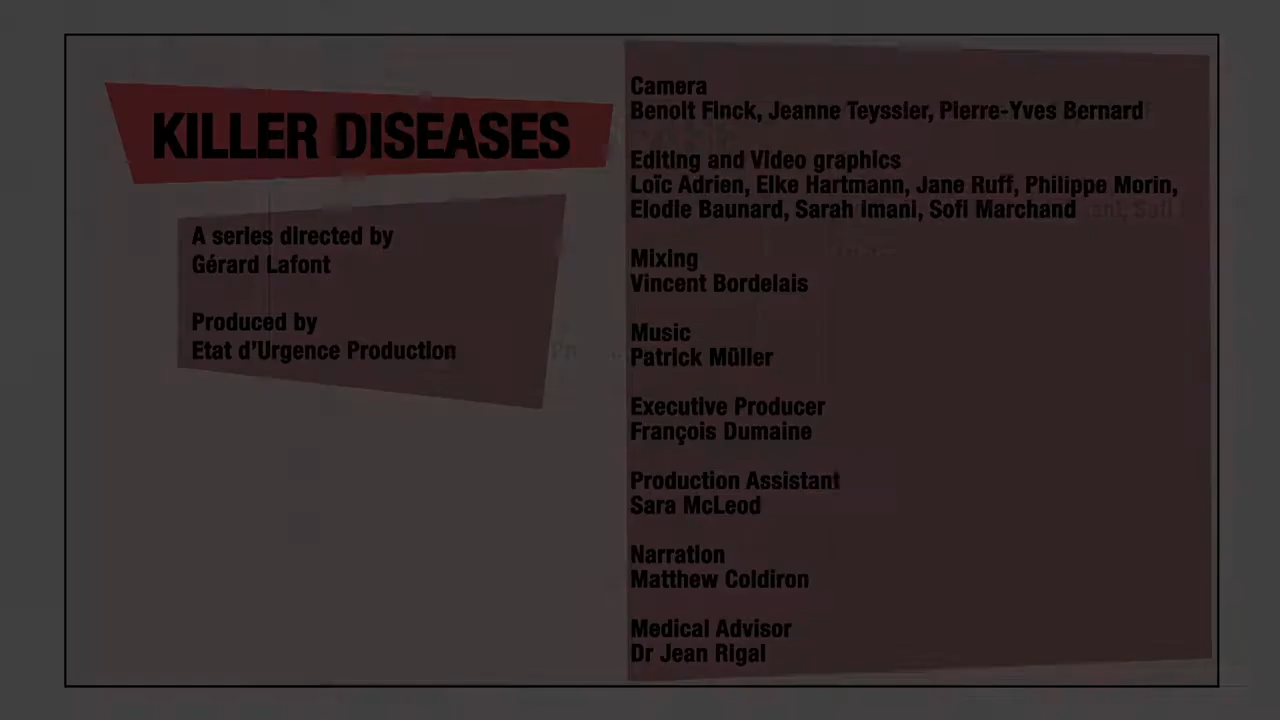 KILLER DISEASES
A series directed by
Gérard Lafont
Produced by
Etat d'Urgence Production
Camera
Benoit Finck, Jeanne Teyssier, Pierre-Yves Bernard
Editing and Video graphics
Loïc Adrien, Elke Hartmann, Jane Ruff, Philippe Morin,
Elodie Baunard, Sarah Imani, Sofi Marchand
Mixing
Vincent Bordelais
Music
Patrick Müller
Executive Producer
François Dumaine
Production Assistant
Sara McLeod
Narration
Matthew Coldiron
Medical Advisor
Dr Jean Rigal